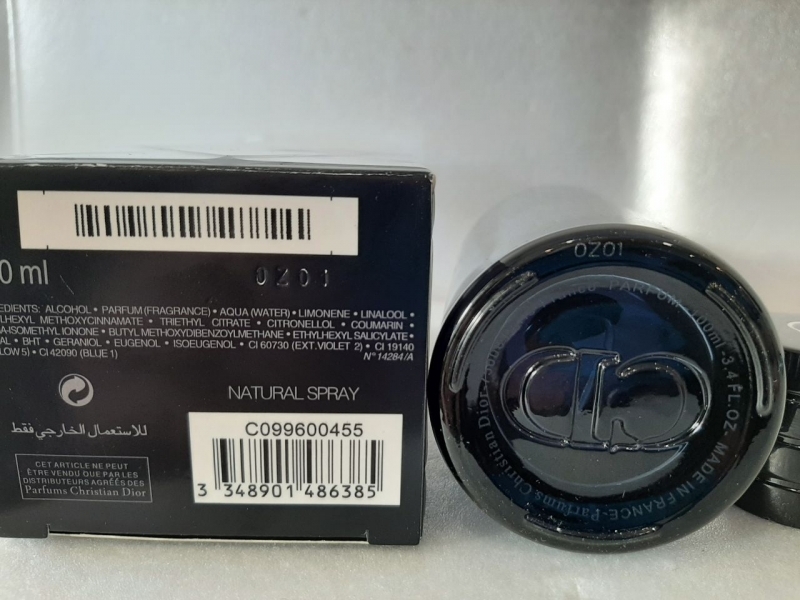 0 ml
0Z01
EDIENTS: ALCOHOL • PARFUM (FRAGRANCE) • AQUA (WATER) • LIMONENE • LINALOOL •
LHEXYL METHOXYCINNAMATE • TRIETHYL CITRATE • CITRONELLOL • COUMARIN •
A-ISOMETHYL IONONE • BUTYL METHOXYDIBENZOYLMETHANE • ETHYLHEXYL SALICYLATE •
AL • BHT • GERANIOL • EUGENOL • ISOEUGENOL • CI 60730 (EXT. VIOLET 2) • CI 19140
LOW 5) • CI 42090 (BLUE 1)
N° 14284/A
NATURAL SPRAY
للاستعمال الخارجي فقط
CET ARTICLE NE PEUT
ÊTRE VENDU QUE PAR LES
DISTRIBUTEURS AGRÉÉS DES
Parfums Christian Dior
C099600455
3 348901 486385
0Z01
PARFUM 100ml.3.4FL.OZ MADE IN FRANCE-Parfums Christian Dior
CD